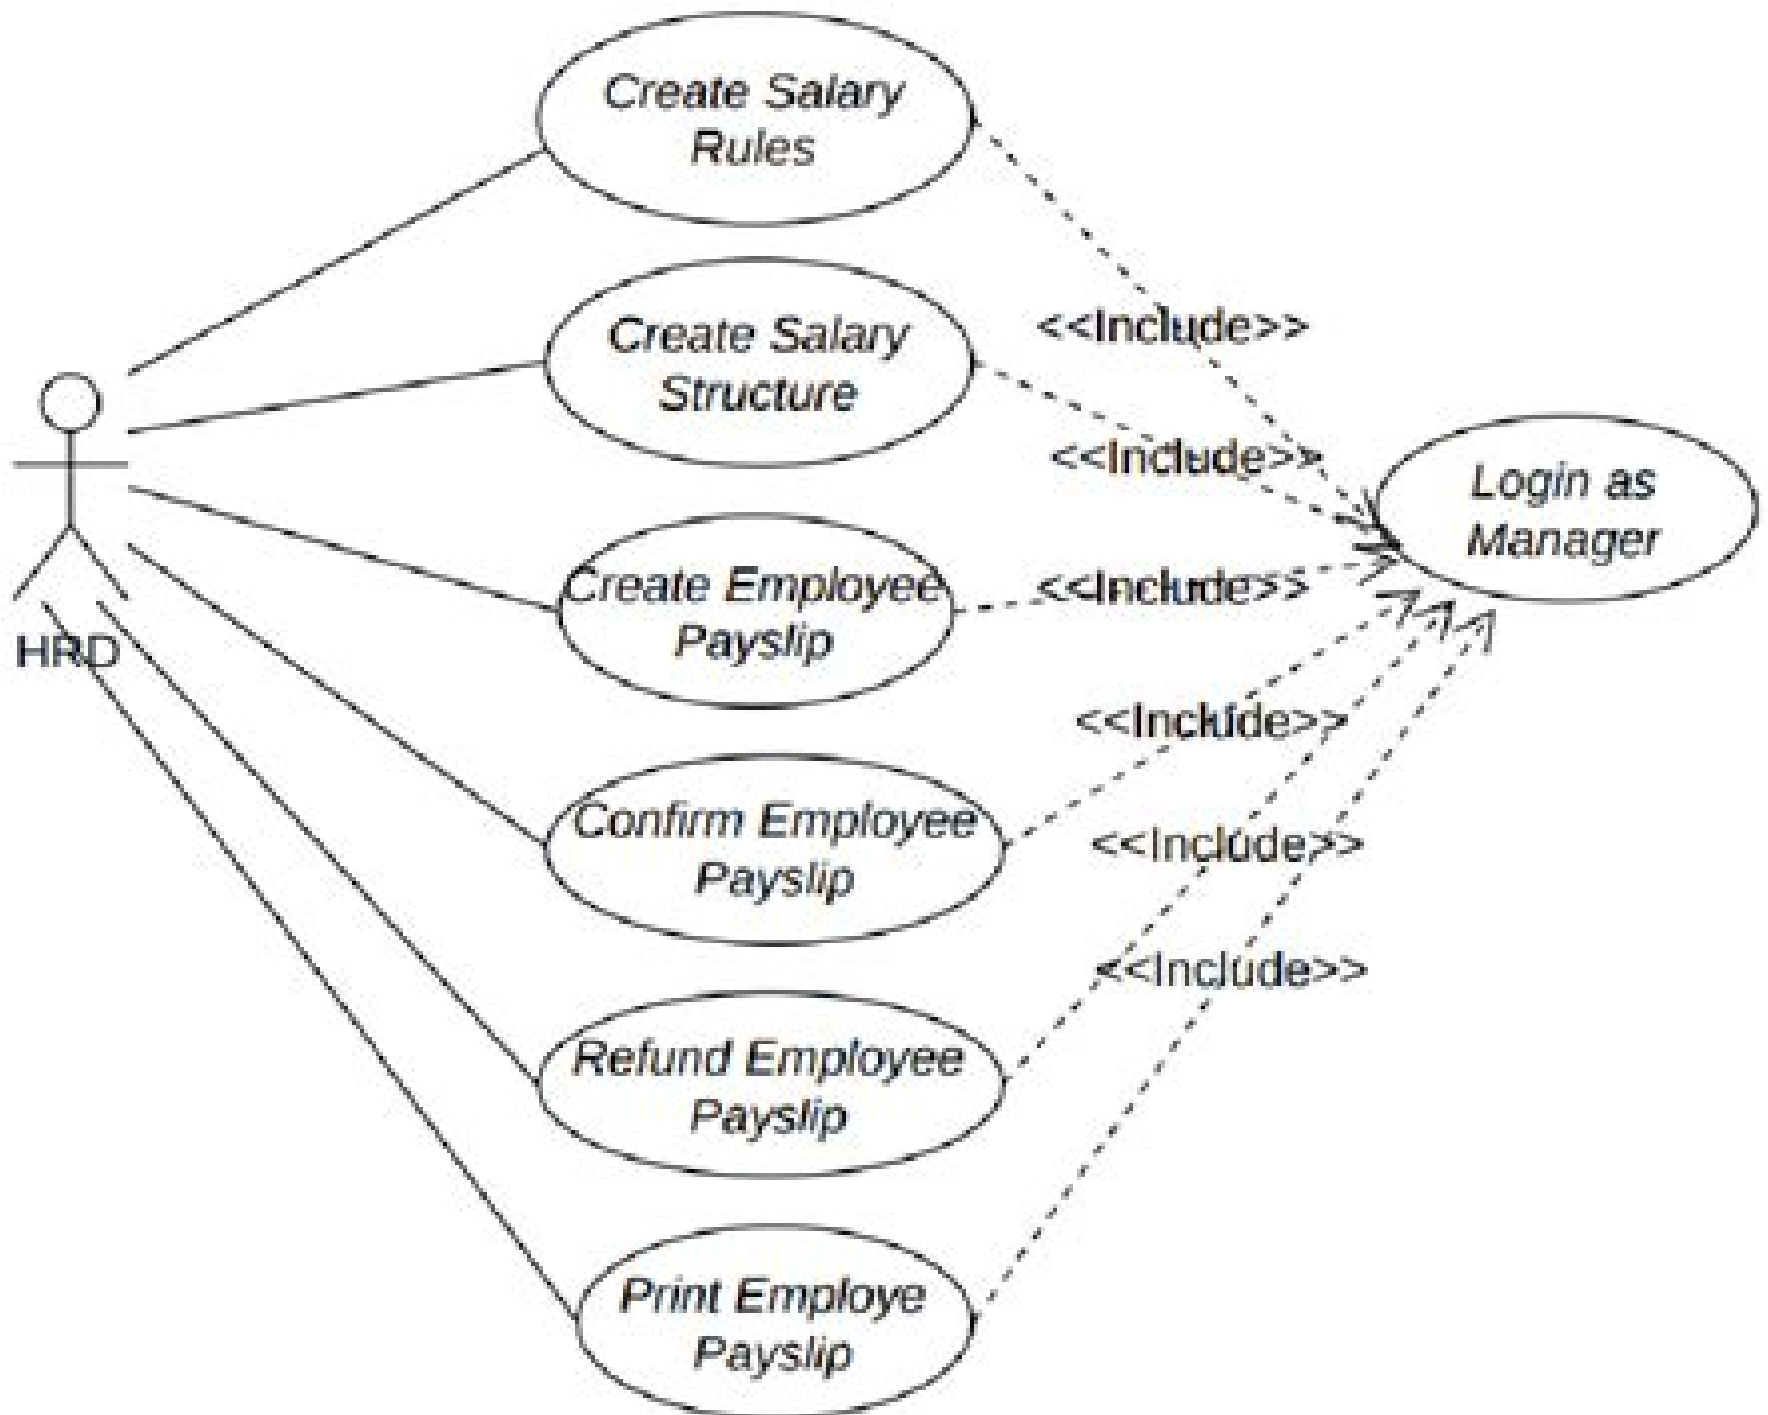 Create Salary
Rules
<<Include>>
Create Salary
Structure
<<Include>>
Login as
Manager
Create Employee
Payslip
<<Include>>
HRD
<<Include>>
Confirm Employee
Payslip
<<Include>>
<<Include>>
Refund Employee
Payslip
Print Employe
Payslip